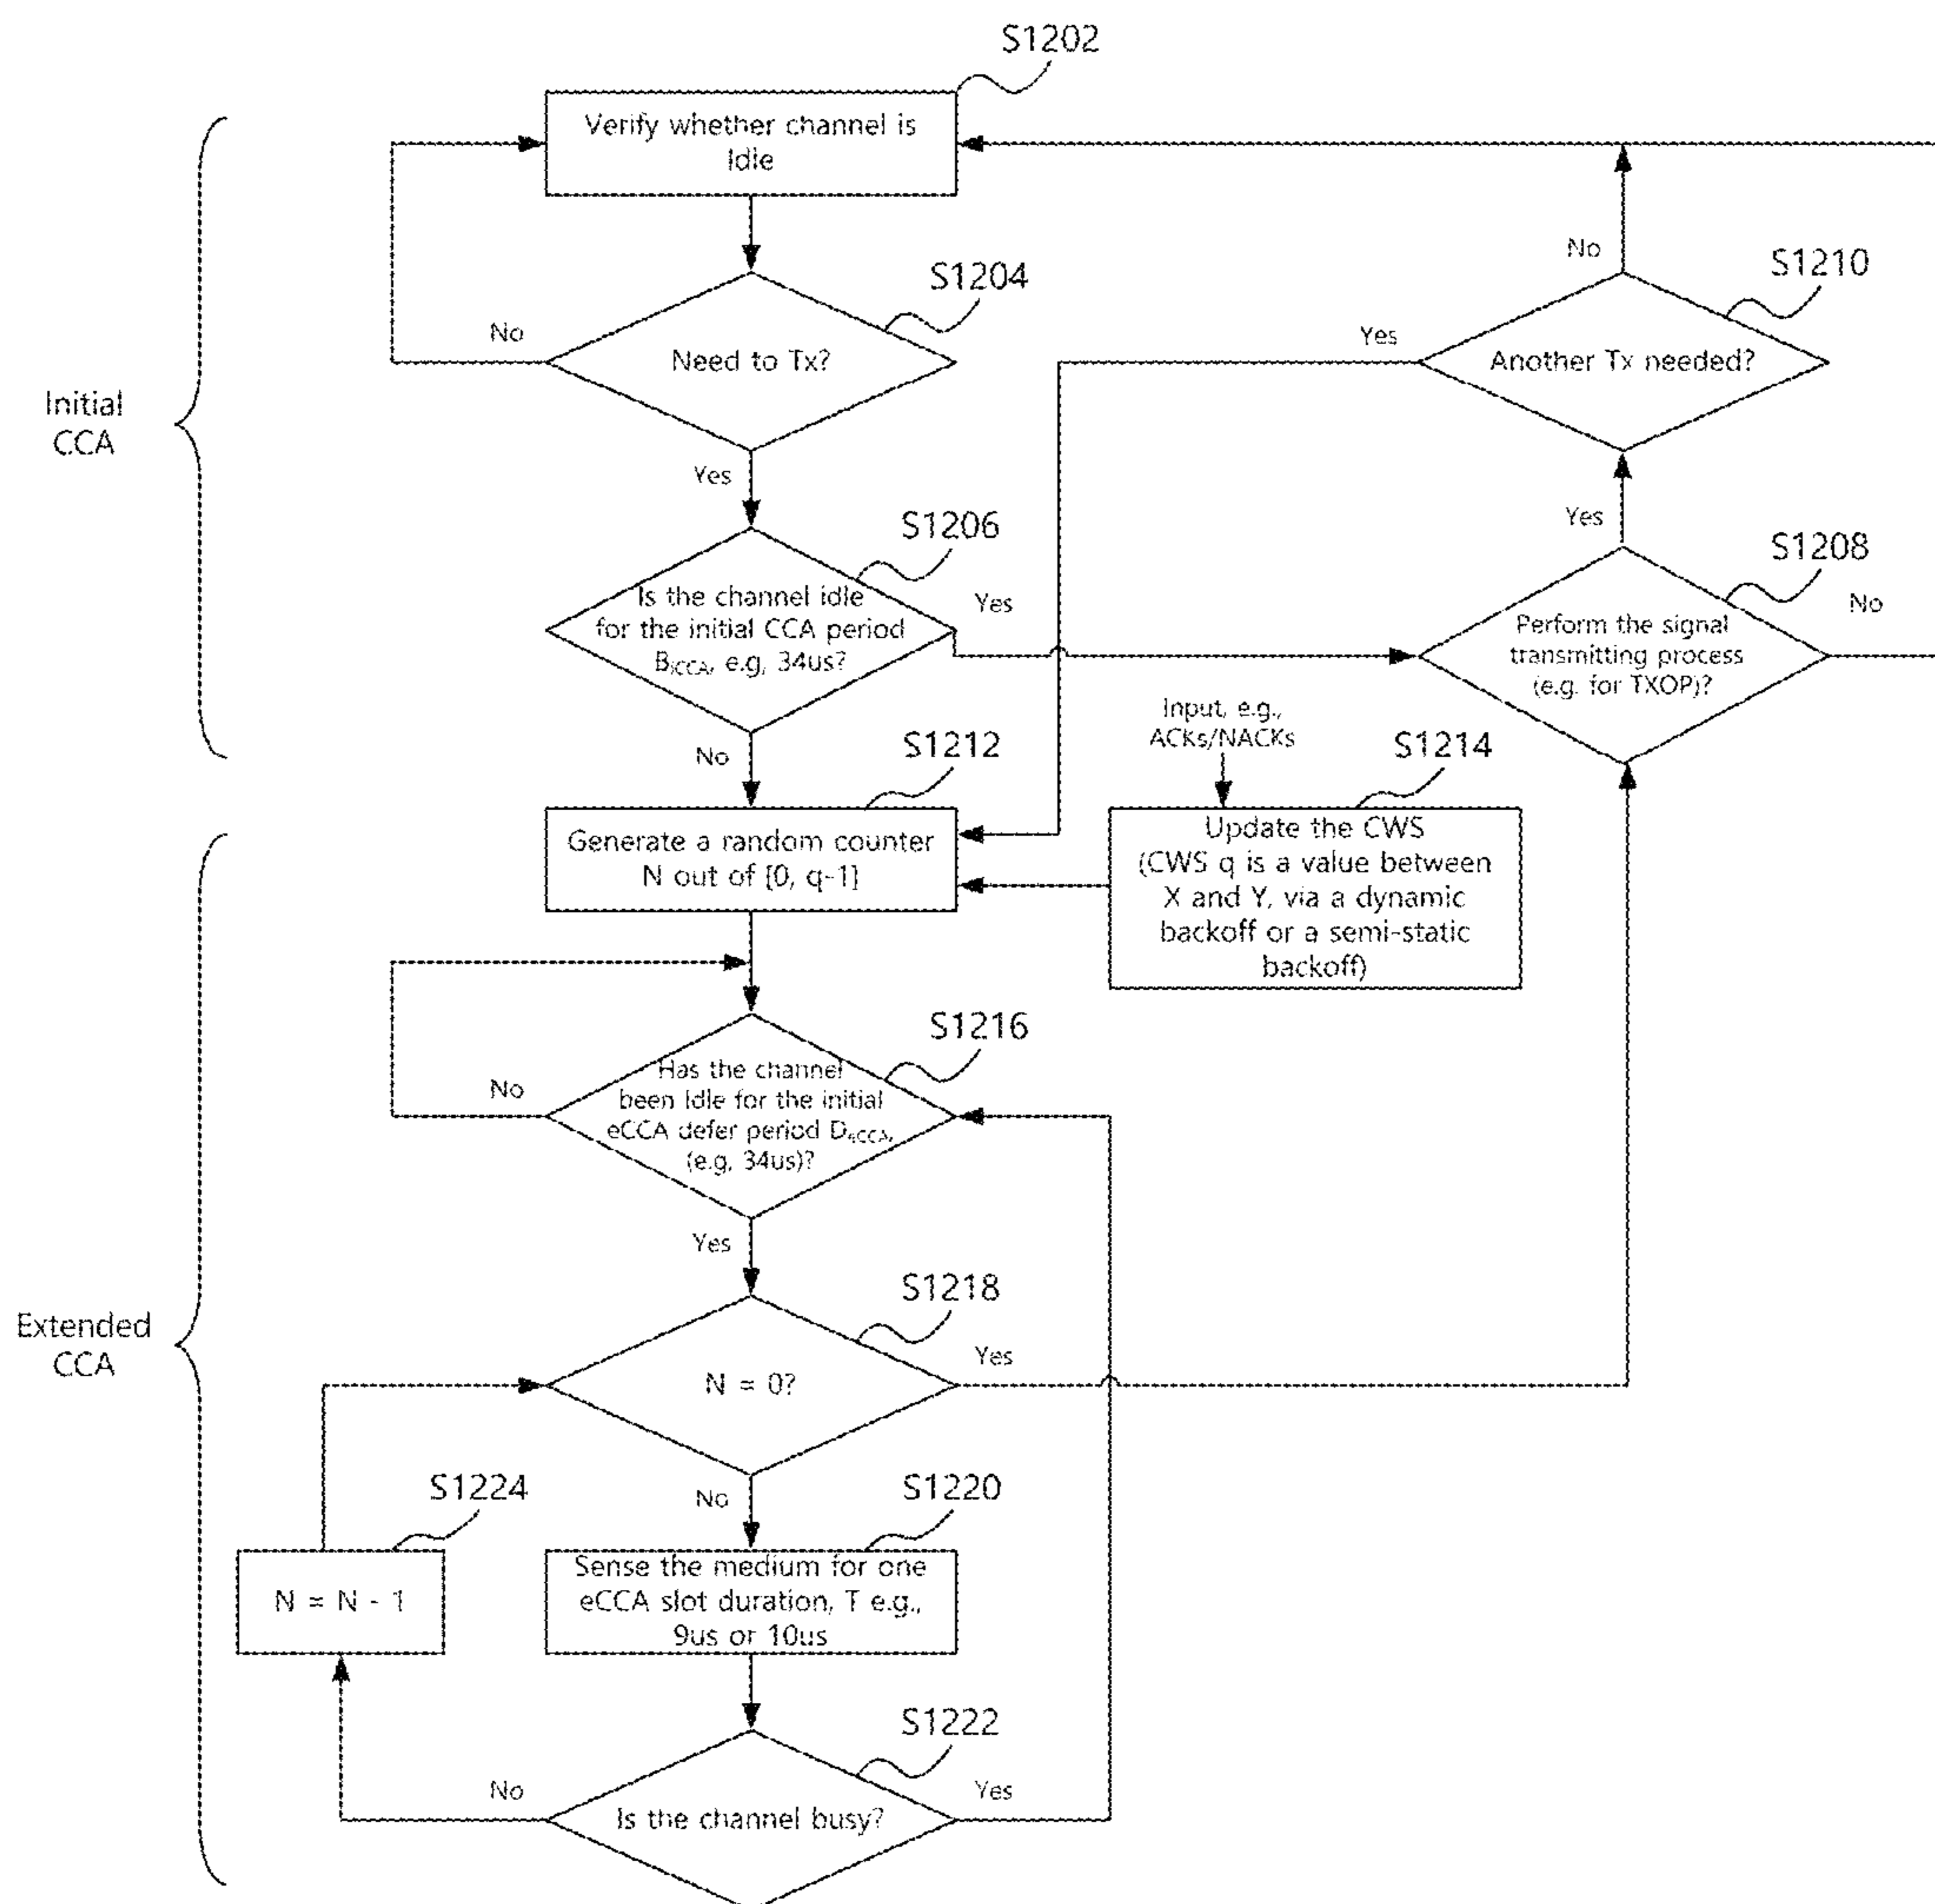 S1202
Verify whether channel is
Idle
S1204
Need to Tx?
No
Yes
S1210
Another Tx needed?
No
Yes
Initial
CCA
S1206
Is the channel idle
for the initial CCA period
BiCCA, e.g, 34us?
Yes
No
S1208
Perform the signal
transmitting process
(e.g. for TXOP)?
Yes
No
S1212
Generate a random counter
N out of [0, q-1]
Input, e.g.,
ACKs/NACKs
S1214
Update the CWS
(CWS q is a value between
X and Y, via a dynamic
backoff or a semi-static
backoff)
S1216
Has the channel
been Idle for the initial
eCCA defer period DeCCA,
(e.g, 34us)?
No
Yes
Extended
CCA
S1218
N = 0?
Yes
No
S1224
N = N - 1
S1220
Sense the medium for one
eCCA slot duration, T e.g.,
9us or 10us
S1222
Is the channel busy?
No
Yes